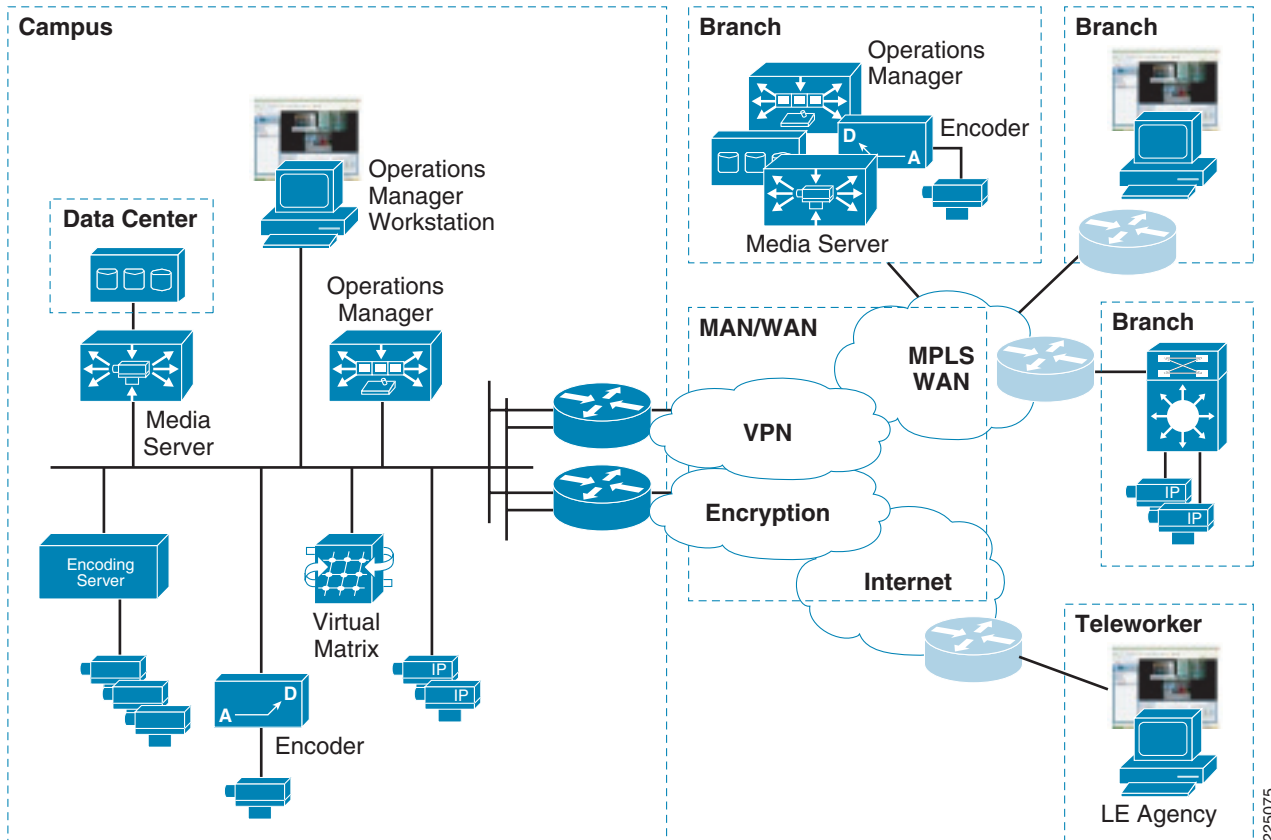 Campus
Operations
Manager
Workstation
Data Center
Operations
Manager
Media
Server
Encoding
Server
Virtual
Matrix
IP
IP
A
D
Encoder
Branch
Operations
Manager
D
A
Encoder
Media Server
Branch
MAN/WAN
MPLS
WAN
VPN
Encryption
Internet
Branch
IP
IP
Teleworker
LE Agency
225075